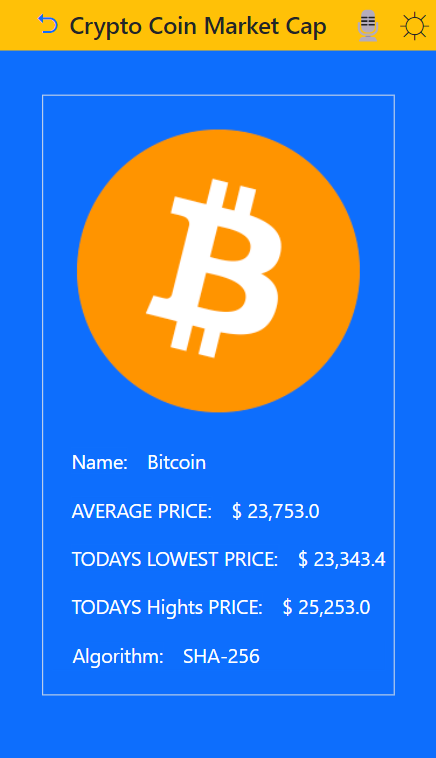 Crypto Coin Market Cap
Name: Bitcoin
AVERAGE PRICE: $ 23,753.0
TODAYS LOWEST PRICE: $ 23,343.4
TODAYS Hights PRICE: $ 25,253.0
Algorithm: SHA-256